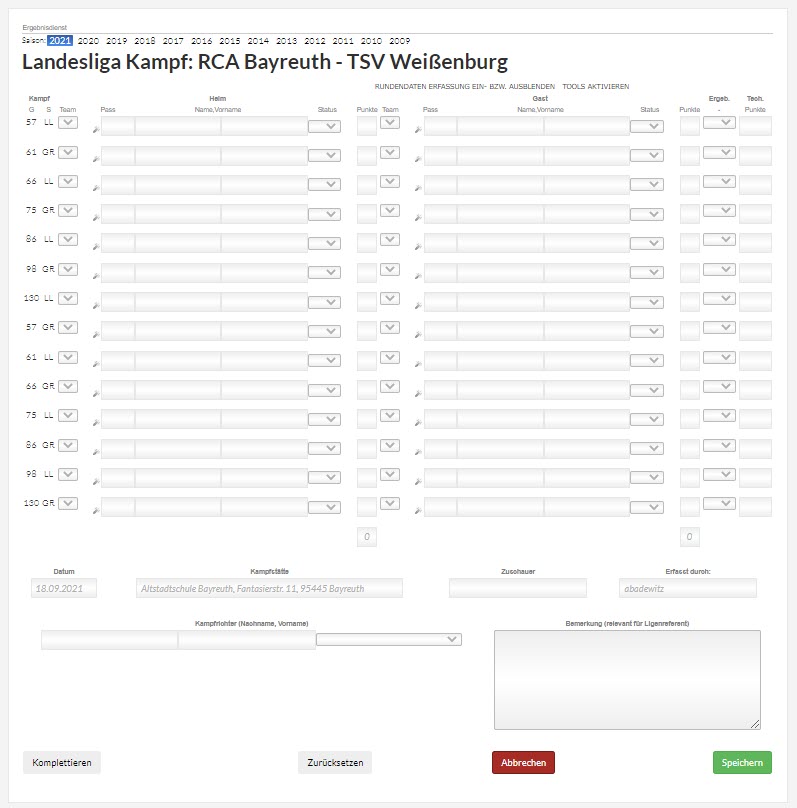 Ergebnisdienst
Saison: 2021 2020 2019 2018 2017 2016 2015 2014 2013 2012 2011 2010 2009
Landesliga Kampf: RCA Bayreuth - TSV Weißenburg
RUNDENDATEN ERFASSUNG EIN- BZW. AUSBLENDEN TOOLS AKTIVIEREN
Kampf Heim Gast Ergeb. Tech.
G S Team Pass Name,Vorname Status Punkte Team Pass Name,Vorname Status Punkte - Punkte
57 LL
61 GR
66 LL
75 GR
86 LL
98 GR
130 LL
57 GR
61 LL
66 GR
75 LL
86 GR
98 LL
130 GR
0 0
Datum Kampfstätte Zuschauer Erfasst durch:
18.09.2021 Altstadtschule Bayreuth, Fantasierstr. 11, 95445 Bayreuth abadewitz
Kampfrichter (Nachname, Vorname) Bemerkung (relevant für Ligenreferent)
Komplettieren Zurücksetzen Abbrechen Speichern